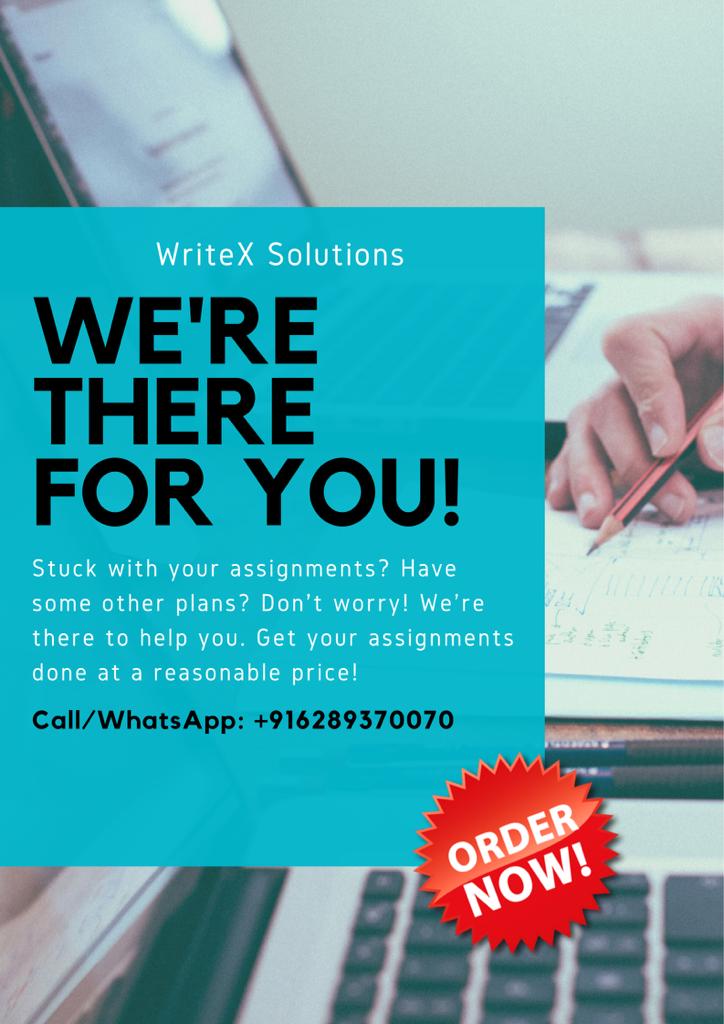 WriteX Solutions
WE'RE
THERE
FOR YOU!
Stuck with your assignments? Have
some other plans? Don't worry! We're
there to help you. Get your assignments
done at a reasonable price!
Call/WhatsApp: +916289370070
ORDER
NOW!